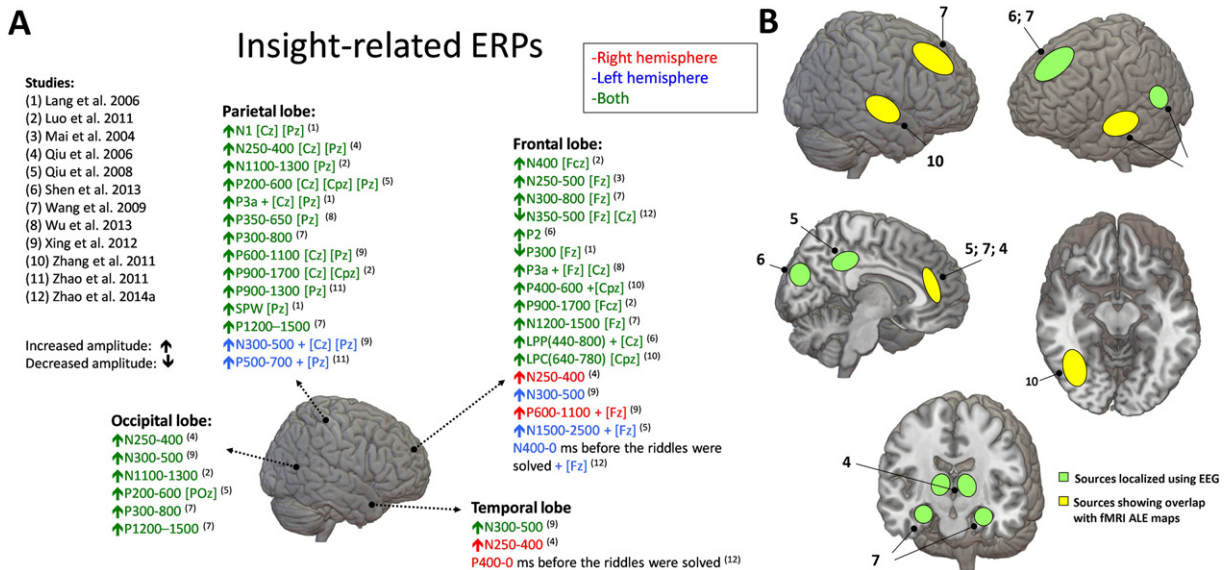 A
Insight-related ERPs
-Right hemisphere
-Left hemisphere
-Both
Studies:
(1) Lang et al. 2006
(2) Luo et al. 2011
(3) Mai et al. 2004
(4) Qiu et al. 2006
(5) Qiu et al. 2008
(6) Shen et al. 2013
(7) Wang et al. 2009
(8) Wu et al. 2013
(9) Xing et al. 2012
(10) Zhang et al. 2011
(11) Zhao et al. 2011
(12) Zhao et al. 2014a
Increased amplitude: ↑
Decreased amplitude: ↓
Parietal lobe:
↑N1 [Cz] [Pz] (1)
↑N250-400 [Cz] [Pz] (4)
↑N1100-1300 [Pz] (2)
↑P200-600 [Cz] [Cpz] [Pz] (5)
↑P3a + [Cz] [Pz] (1)
↑P350-650 [Pz] (8)
↑P300-800 (7)
↑P600-1100 [Cz] [Pz] (9)
↑P900-1700 [Cz] [Cpz] (2)
↑P900-1300 [Pz] (11)
↑SPW [Pz] (1)
↑P1200–1500 (7)
↑N300-500 + [Cz] [Pz] (9)
↑P500-700 + [Pz] (11)
Frontal lobe:
↑N400 [Fcz] (2)
↑N250-500 [Fz] (3)
↑N300-800 [Fz] (7)
↓N350-500 [Fz] [Cz] (12)
↑P2 (6)
↓P300 [Fz] (1)
↑P3a + [Fz] [Cz] (8)
↑P400-600 +[Cpz] (10)
↑P900-1700 [Fcz] (2)
↑N1200-1500 [Fz] (7)
↑LPP(440-800) + [Cz] (6)
↑LPC(640-780) [Cpz] (10)
↑N250-400 (4)
↑N300-500 (9)
↑P600-1100 + [Fz] (9)
↑N1500-2500 + [Fz] (5)
N400-0 ms before the riddles were
solved + [Fz] (12)
Occipital lobe:
↑N250-400 (4)
↑N300-500 (9)
↑N1100-1300 (2)
↑P200-600 [POz] (5)
↑P300-800 (7)
↑P1200–1500 (7)
Temporal lobe
↑N300-500 (9)
↑N250-400 (4)
P400-0 ms before the riddles were solved (12)
B
7
6; 7
10
5
6
5; 7; 4
10
4
7
Sources localized using EEG
Sources showing overlap
with fMRI ALE maps